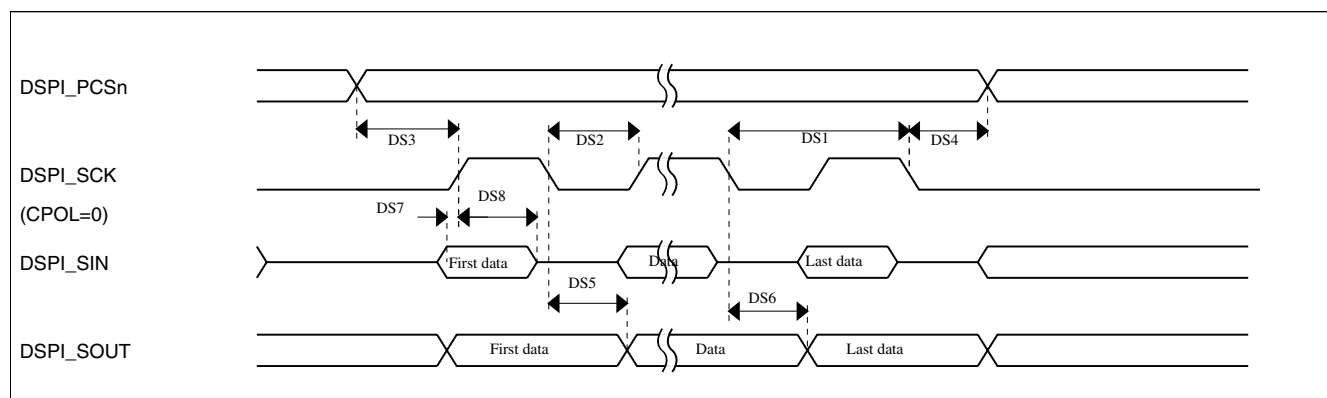 DSPI_PCSn
DS3
DS2
DS1
DS4
DSPI_SCK
(CPOL=0)
DS7
DS8
DSPI_SIN
First data
Data
Last data
DS5
DS6
DSPI_SOUT
First data
Data
Last data